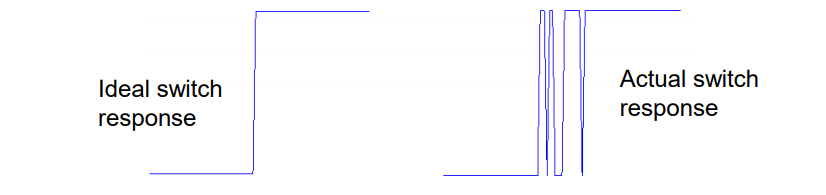 Ideal switch
response
Actual switch
response